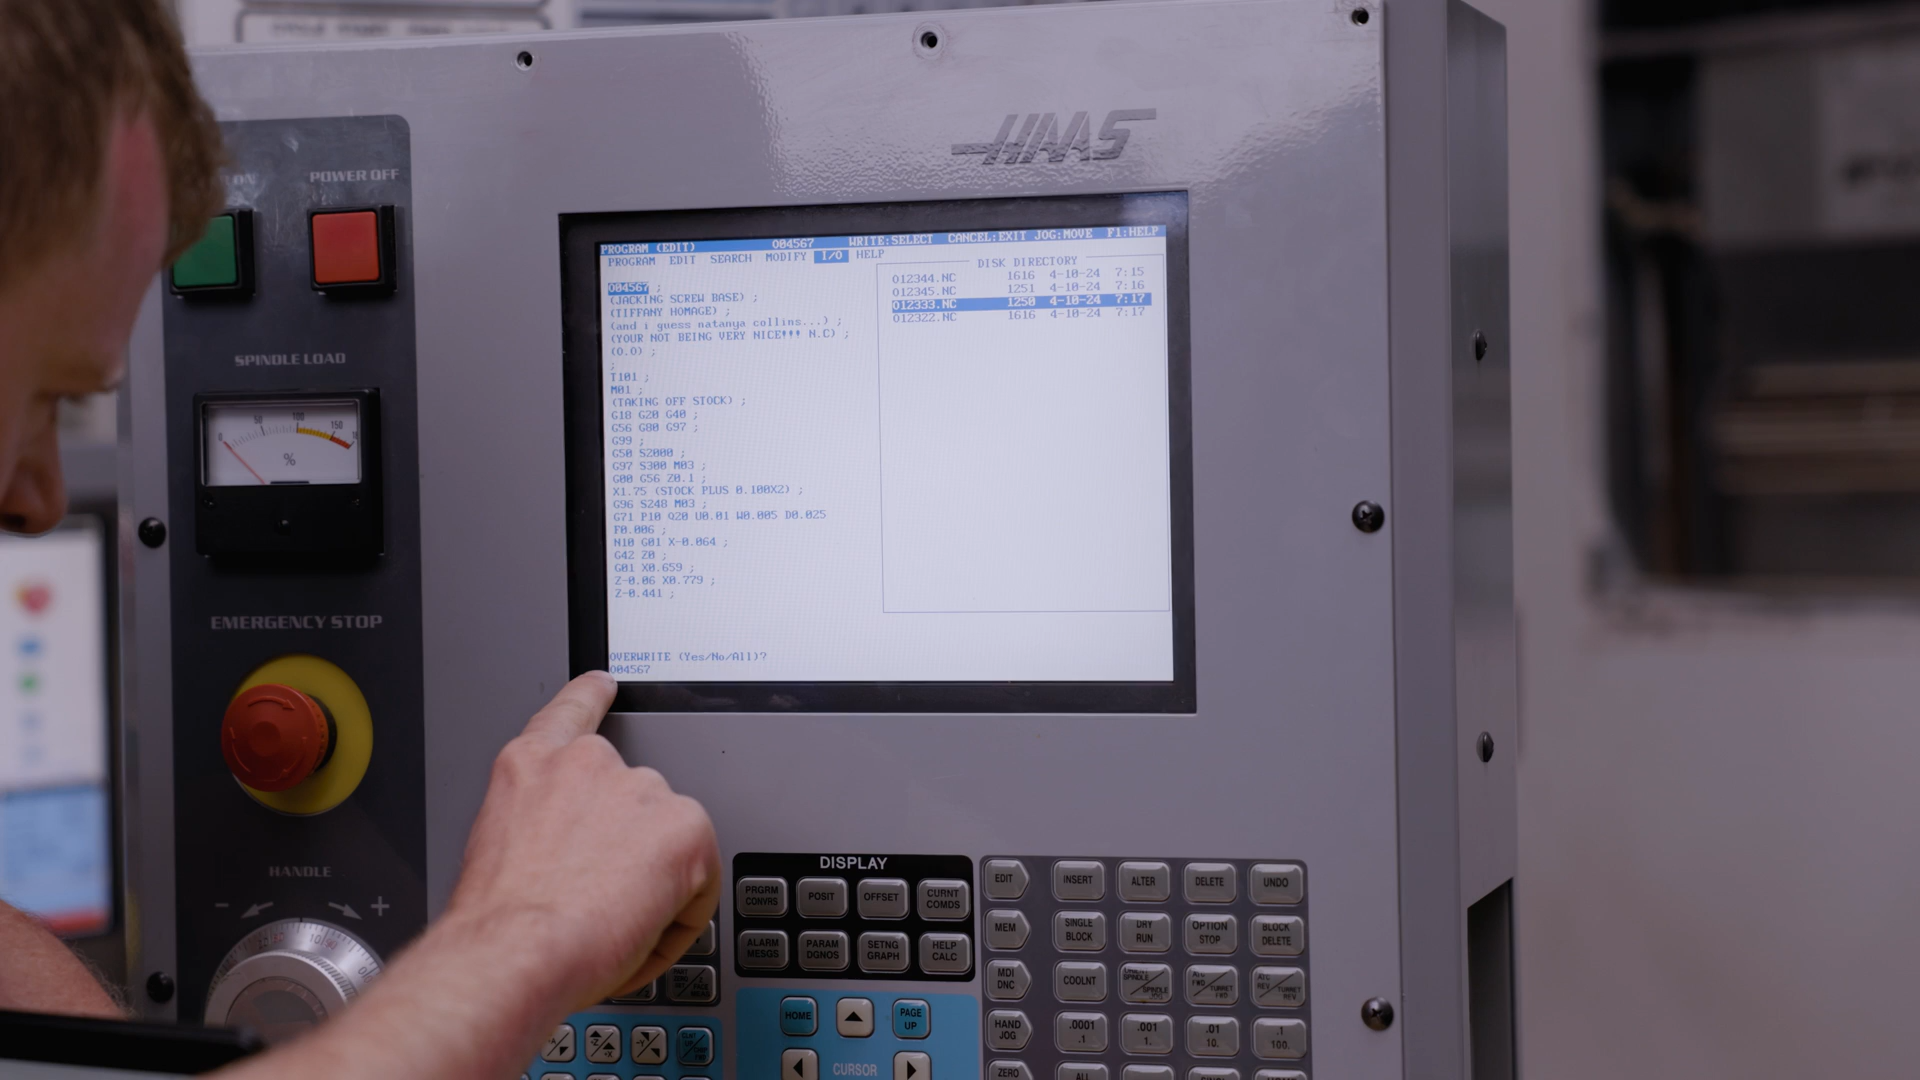 HAAS
ON
POWER OFF
SPINDLE LOAD
0 50 100 150
%
EMERGENCY STOP
HANDLE
- +
PROGRAM (EDIT) O04567 WRITE:SELECT CANCEL:EXIT JOG:MOVE F1:HELP
PROGRAM EDIT SEARCH MODIFY I/O HELP
O04567 ;
(JACKING SCREW BASE) ;
(TIFFANY HOMAGE) ;
(and i guess natanya collins...) ;
(YOUR NOT BEING VERY NICE!!! N.C) ;
(O.O) ;
;
T101 ;
M01 ;
(TAKING OFF STOCK) ;
G18 G20 G40 ;
G56 G80 G97 ;
G99 ;
G50 S2000 ;
G97 S300 M03 ;
G00 G56 Z0.1 ;
X1.75 (STOCK PLUS 0.100X2) ;
G96 S248 M03 ;
G71 P10 Q20 U0.01 W0.005 D0.025
F0.006 ;
N10 G01 X-0.064 ;
G42 Z0 ;
G01 X0.659 ;
Z-0.06 X0.779 ;
Z-0.441 ;
OVERWRITE (Yes/No/All)?
O04567
DISK DIRECTORY
O12344.NC 1616 4-10-24 7:15
O12345.NC 1251 4-10-24 7:16
O12333.NC 1250 4-10-24 7:17
O12322.NC 1616 4-10-24 7:17
DISPLAY
PRGRM CONVRS
POSIT
OFFSET
CURNT COMDS
ALARM MESGS
PARAM DGNOS
SETNG GRAPH
HELP CALC
HOME
PAGE UP
CURSOR
EDIT
INSERT
ALTER
DELETE
UNDO
MEM
SINGLE BLOCK
DRY RUN
OPTION STOP
BLOCK DELETE
MDI DNC
COOLNT
HAND JOG
.0001 .1
.001 1.
.01 10.
.1 100.
ZERO
ALL